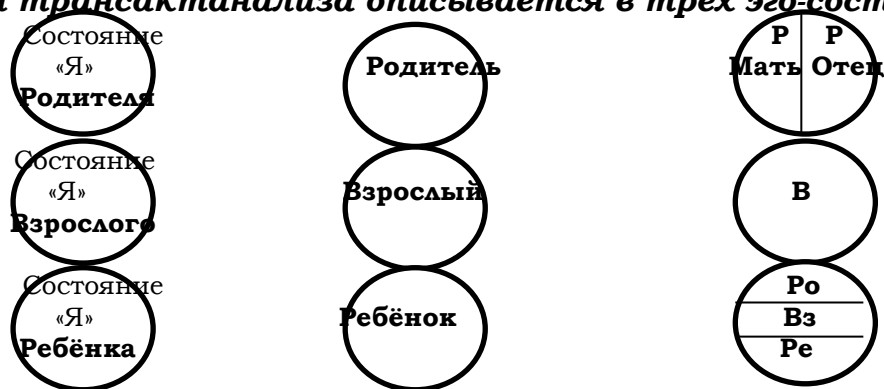 трансактанализа описывается в трех эго-сост
Состояние
«Я»
Родителя
Родитель
Р Р
Мать Отец
Состояние
«Я»
Взрослого
Взрослый
В
Состояние
«Я»
Ребёнка
Ребёнок
Ро
Вз
Ре